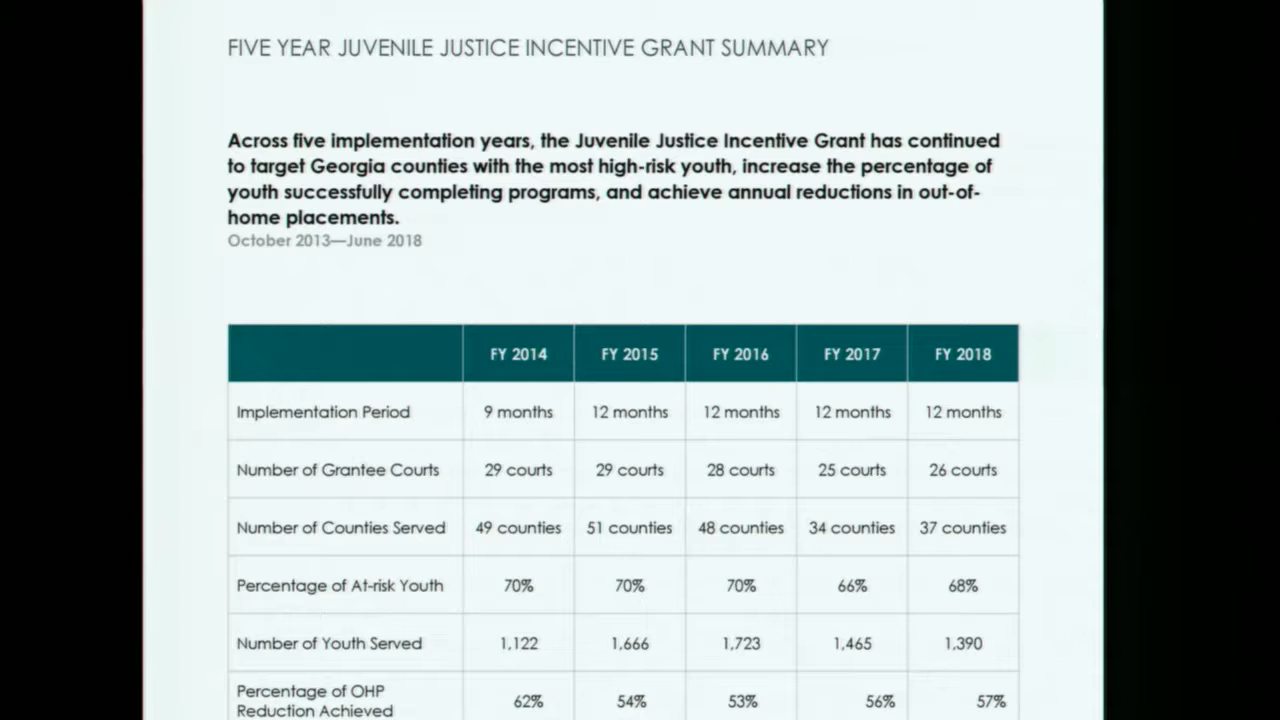 FIVE YEAR JUVENILE JUSTICE INCENTIVE GRANT SUMMARY
Across five implementation years, the Juvenile Justice Incentive Grant has continued
to target Georgia counties with the most high-risk youth, increase the percentage of
youth successfully completing programs, and achieve annual reductions in out-of-
home placements.
October 2013—June 2018
FY 2014 FY 2015 FY 2016 FY 2017 FY 2018
Implementation Period 9 months 12 months 12 months 12 months 12 months
Number of Grantee Courts 29 courts 29 courts 28 courts 25 courts 26 courts
Number of Counties Served 49 counties 51 counties 48 counties 34 counties 37 counties
Percentage of At-risk Youth 70% 70% 70% 66% 68%
Number of Youth Served 1,122 1,666 1,723 1,465 1,390
Percentage of OHP
Reduction Achieved 62% 54% 53% 56% 57%